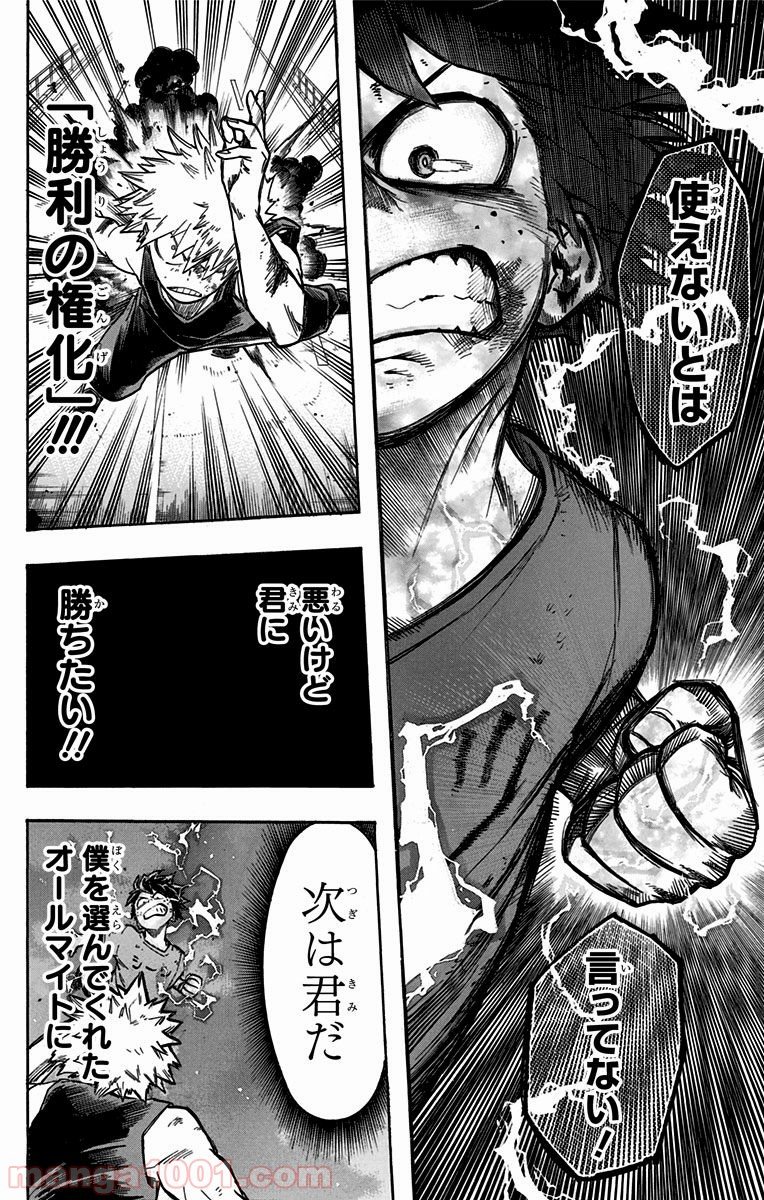 使えないとは
言ってない!
「勝利の権化」!!!
悪いけど
君に
勝ちたい!!
次は君だ
僕を選んでくれた
オールマイトに
manga1001.com